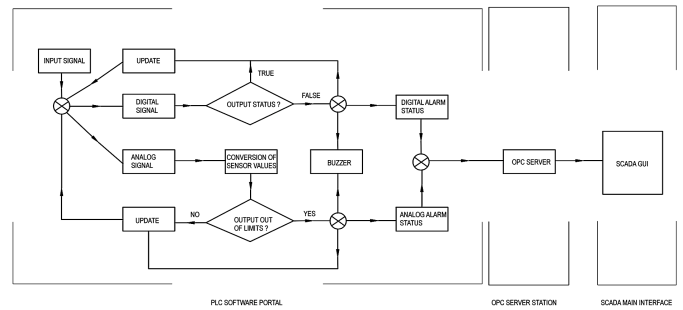 INPUT SIGNAL
UPDATE
TRUE
DIGITAL
SIGNAL
OUTPUT STATUS ?
FALSE
DIGITAL ALARM
STATUS
ANALOG
SIGNAL
CONVERSION OF
SENSOR VALUES
BUZZER
OPC SERVER
SCADA GUI
UPDATE
NO
OUTPUT OUT
OF LIMITS ?
YES
ANALOG ALARM
STATUS
PLC SOFTWARE PORTAL
OPC SERVER STATION
SCADA MAIN INTERFACE